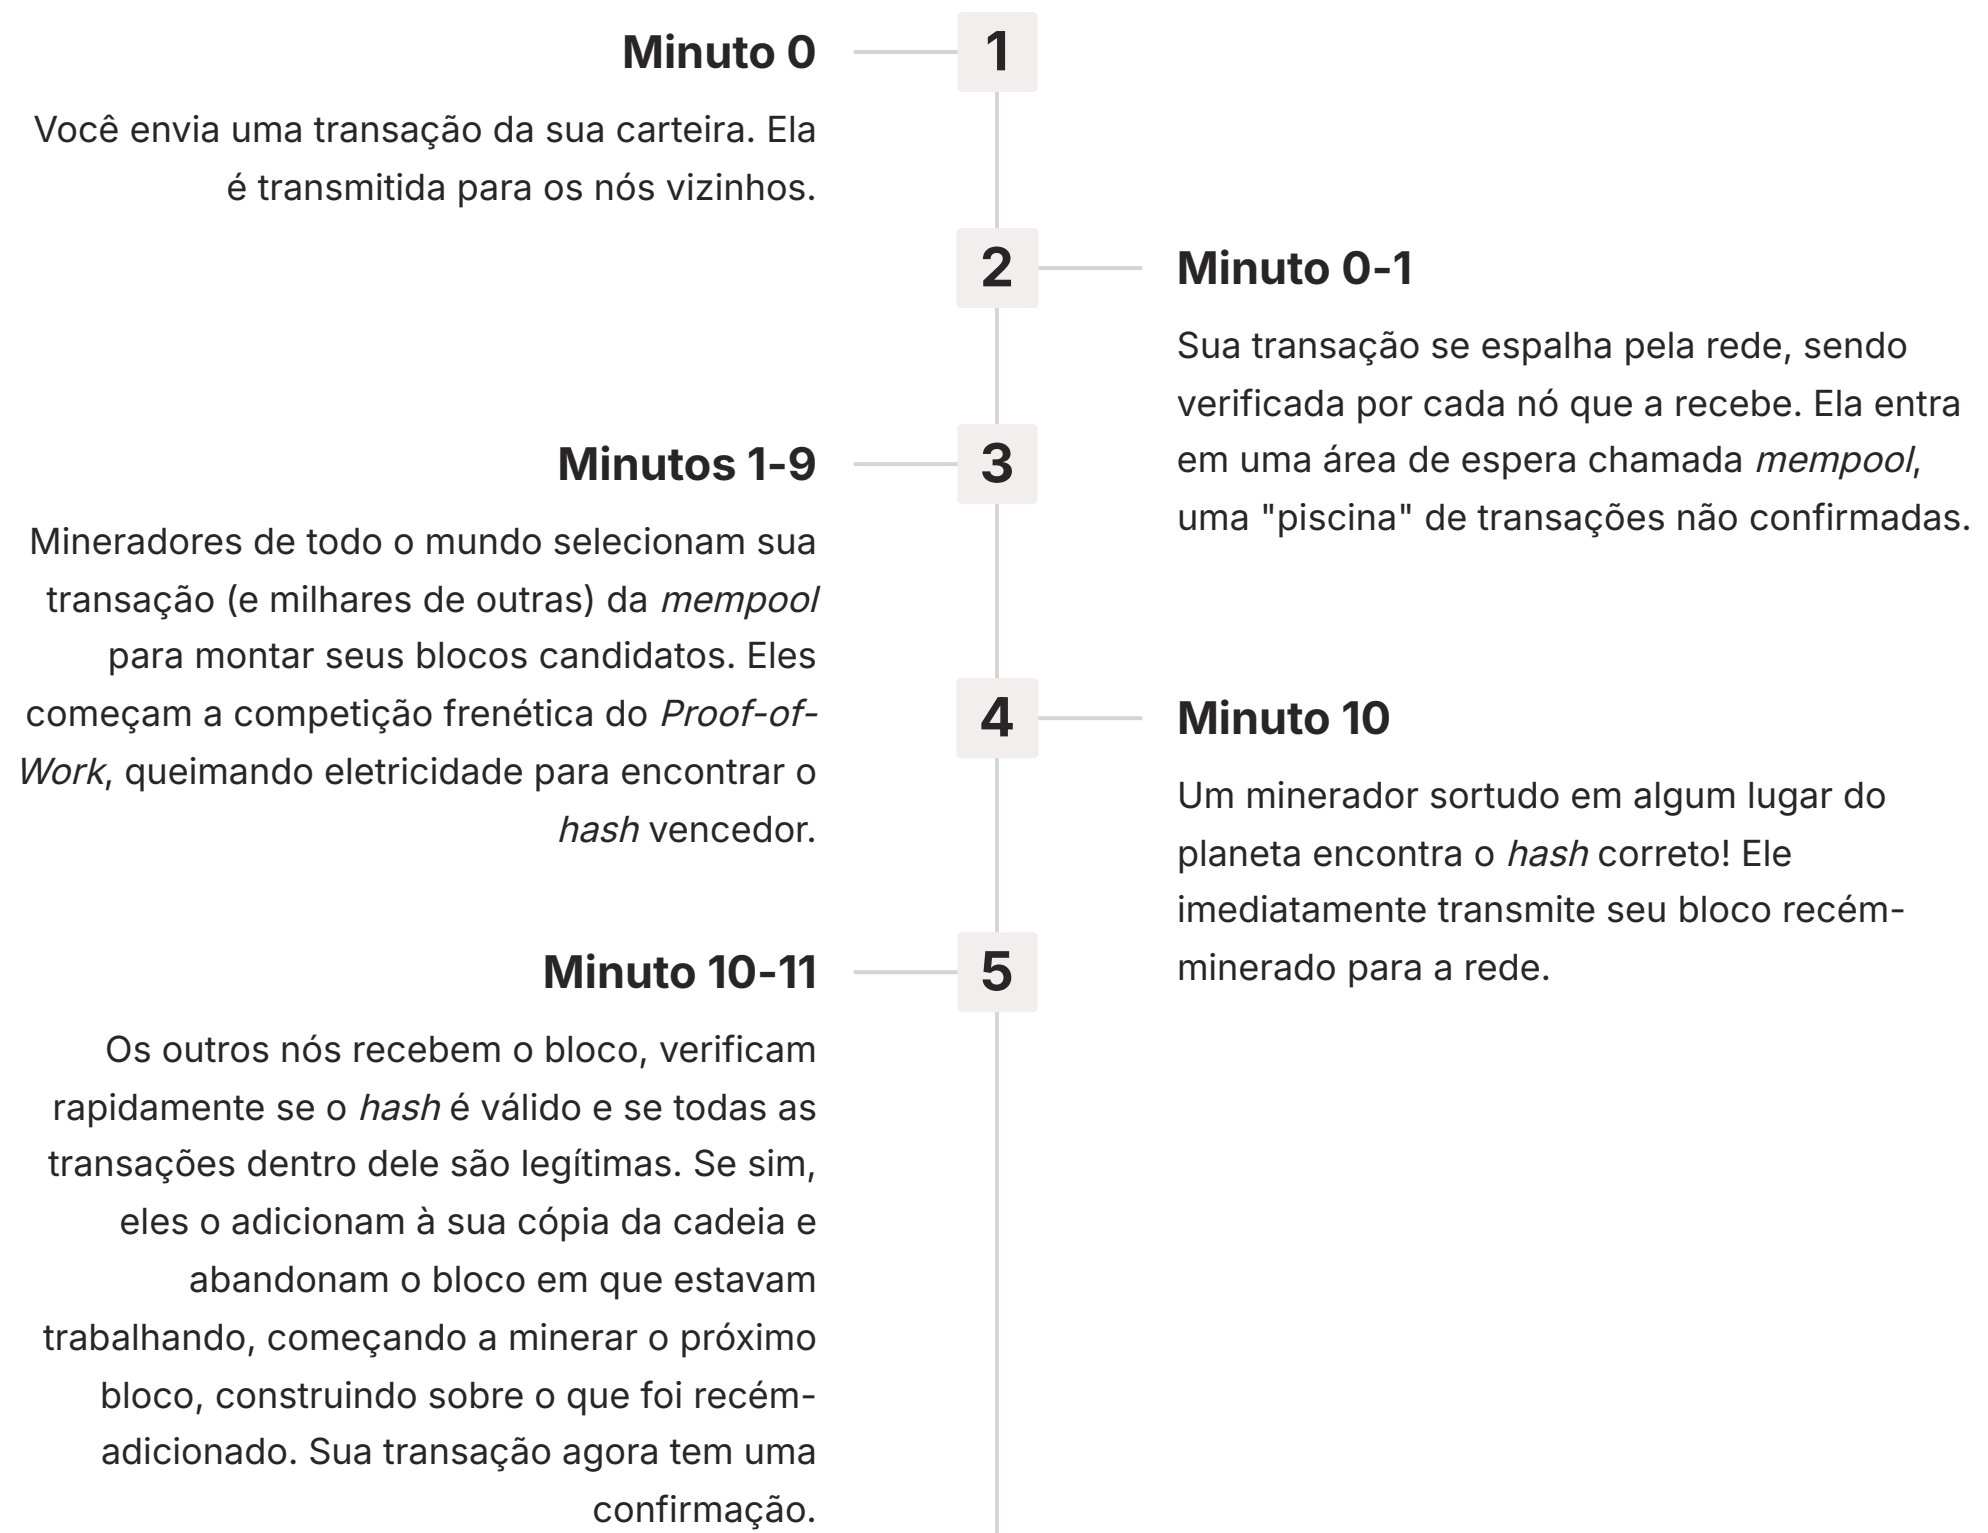 1
Minuto 0
Você envia uma transação da sua carteira. Ela
é transmitida para os nós vizinhos.
2
Minuto 0-1
Sua transação se espalha pela rede, sendo
verificada por cada nó que a recebe. Ela entra
em uma área de espera chamada mempool,
uma "piscina" de transações não confirmadas.
3
Minutos 1-9
Mineradores de todo o mundo selecionam sua
transação (e milhares de outras) da mempool
para montar seus blocos candidatos. Eles
começam a competição frenética do Proof-of-
Work, queimando eletricidade para encontrar o
hash vencedor.
4
Minuto 10
Um minerador sortudo em algum lugar do
planeta encontra o hash correto! Ele
imediatamente transmite seu bloco recém-
minerado para a rede.
5
Minuto 10-11
Os outros nós recebem o bloco, verificam
rapidamente se o hash é válido e se todas as
transações dentro dele são legítimas. Se sim,
eles o adicionam à sua cópia da cadeia e
abandonam o bloco em que estavam
trabalhando, começando a minerar o próximo
bloco, construindo sobre o que foi recém-
adicionado. Sua transação agora tem uma
confirmação.